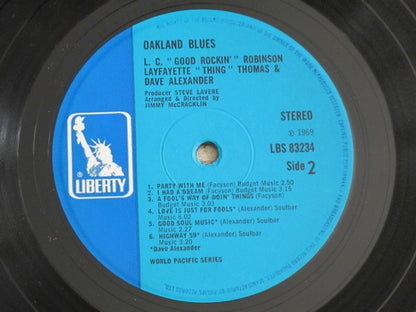 OAKLAND BLUES
L. C. "GOOD ROCKIN'" ROBINSON
LAYFAYETTE "THING" THOMAS &
DAVE ALEXANDER
Producer STEVE LAVERE
Arranged & Directed by
JIMMY McCRACKLIN
STEREO
℗ 1969
LBS 83234
Side 2
LIBERTY
1. PARTY WITH ME (Facyson) Budget Music 2.50
2. I HAD A DREAM (Facyson) Budget Music 3.15
3. A FOOL'S WAY OF DOIN' THINGS (Facyson)
Budget Music 3.03
4. LOVE IS JUST FOR FOOLS* (Alexander) Soulbar
Music 6.02
5. GOOD SOUL MUSIC* (Alexander) Soulbar
Music 2.27
6. HIGHWAY 59* (Alexander) Soulbar
Music 3.20
*Dave Alexander
WORLD PACIFIC SERIES